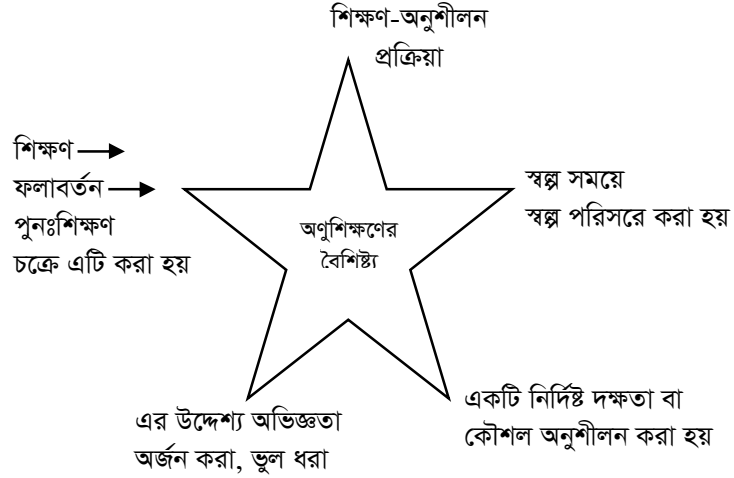 শিক্ষণ-অনুশীলন
প্রক্রিয়া
শিক্ষণ
ফলাবর্তন
পুনঃশিক্ষণ
চক্রে এটি করা হয়
স্বল্প সময়ে
স্বল্প পরিসরে করা হয়
অণুশিক্ষণের
বৈশিষ্ট্য
এর উদ্দেশ্য অভিজ্ঞতা
অর্জন করা, ভুল ধরা
একটি নির্দিষ্ট দক্ষতা বা
কৌশল অনুশীলন করা হয়